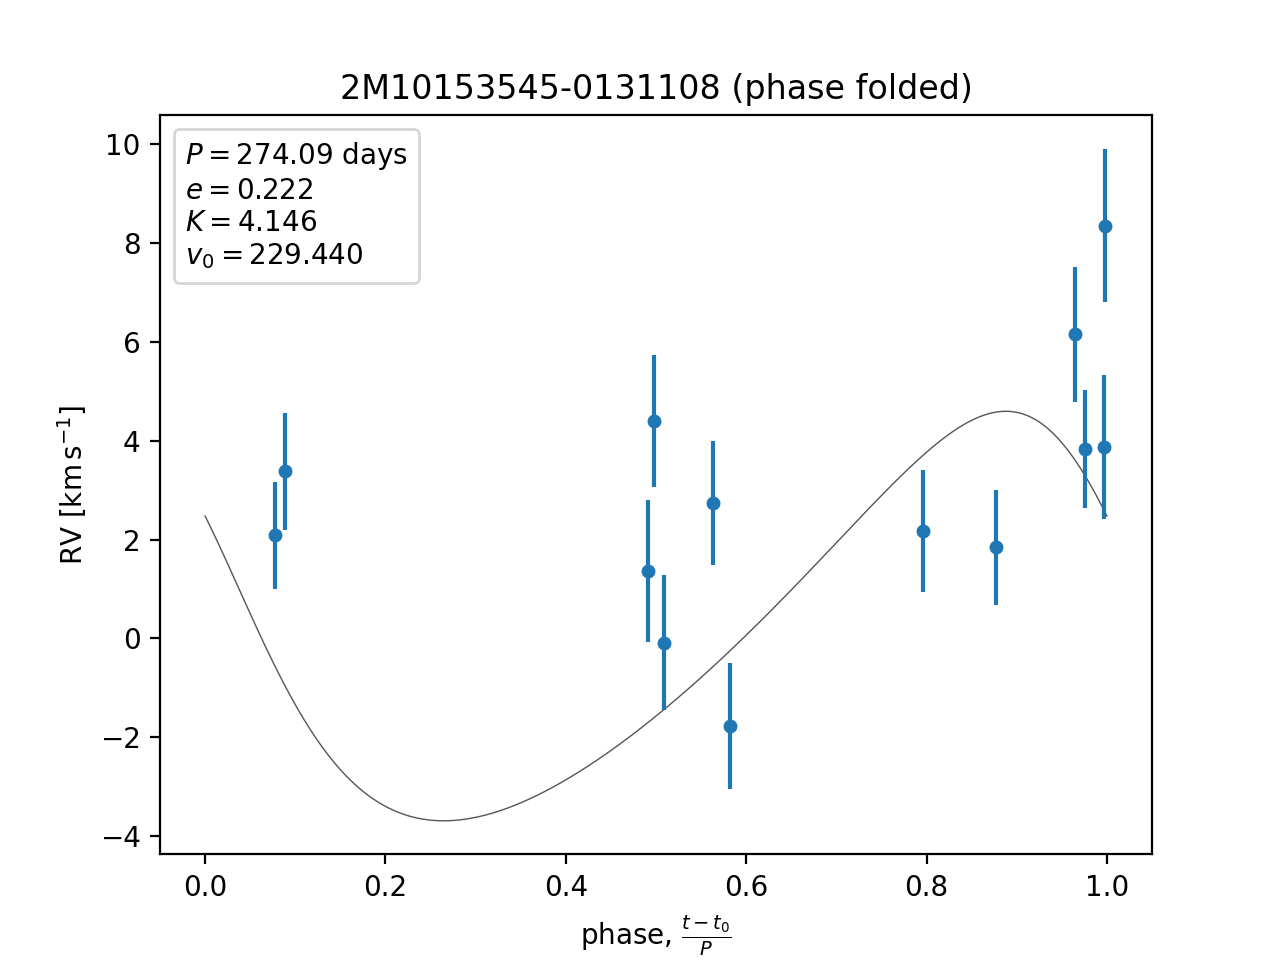 2M10153545-0131108 (phase folded)
P = 274.09 days
e = 0.222
K = 4.146
v₀ = 229.440
10
8
6
4
2
0
−2
−4
RV [km s⁻¹]
0.0 0.2 0.4 0.6 0.8 1.0
phase, (t − t₀)/P